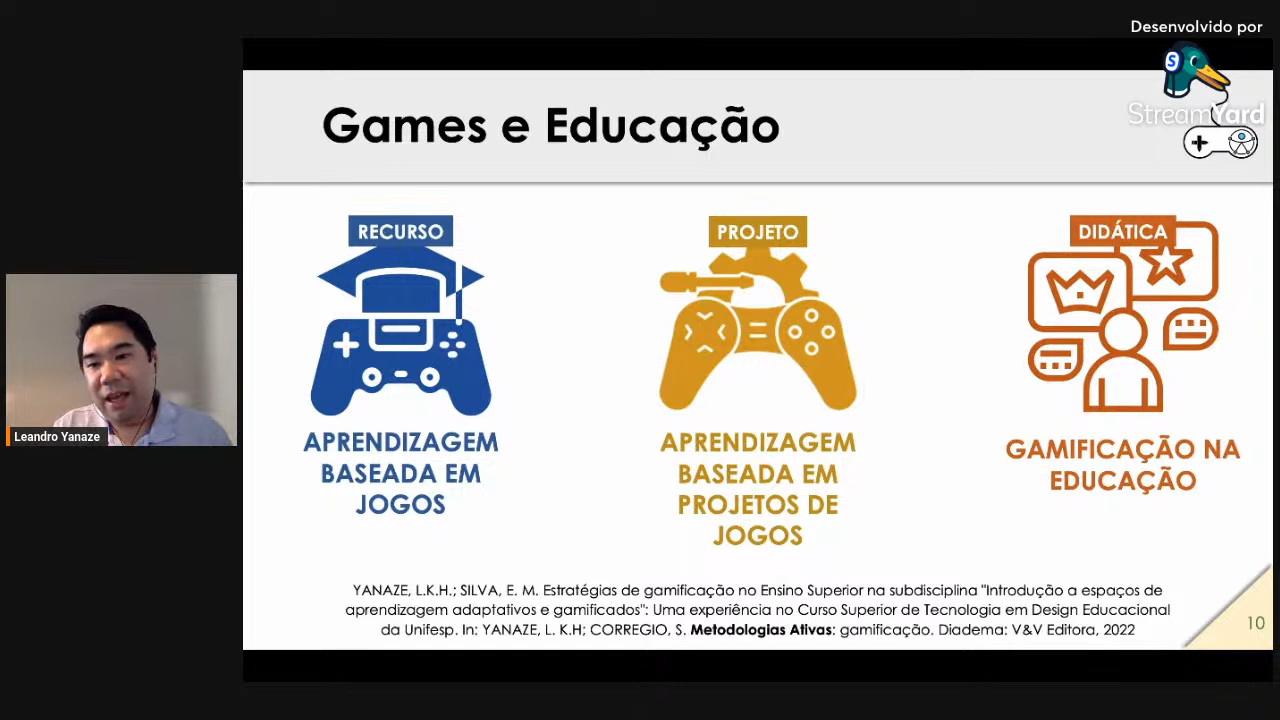 Desenvolvido por
StreamYard
Games e Educação
RECURSO
APRENDIZAGEM
BASEADA EM
JOGOS
PROJETO
APRENDIZAGEM
BASEADA EM
PROJETOS DE
JOGOS
DIDÁTICA
GAMIFICAÇÃO NA
EDUCAÇÃO
Leandro Yanaze
YANAZE, L.K.H.; SILVA, E. M. Estratégias de gamificação no Ensino Superior na subdisciplina "Introdução a espaços de
aprendizagem adaptativos e gamificados": Uma experiência no Curso Superior de Tecnologia em Design Educacional
da Unifesp. In: YANAZE, L. K.H; CORREGIO, S. Metodologias Ativas: gamificação. Diadema: V&V Editora, 2022
10